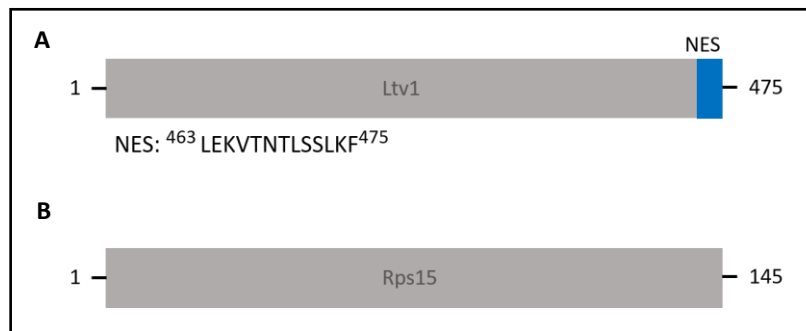 A
NES
1 Ltv1 475
NES: ⁴⁶³ LEKVTNTLSSLKF⁴⁷⁵
B
1 Rps15 145